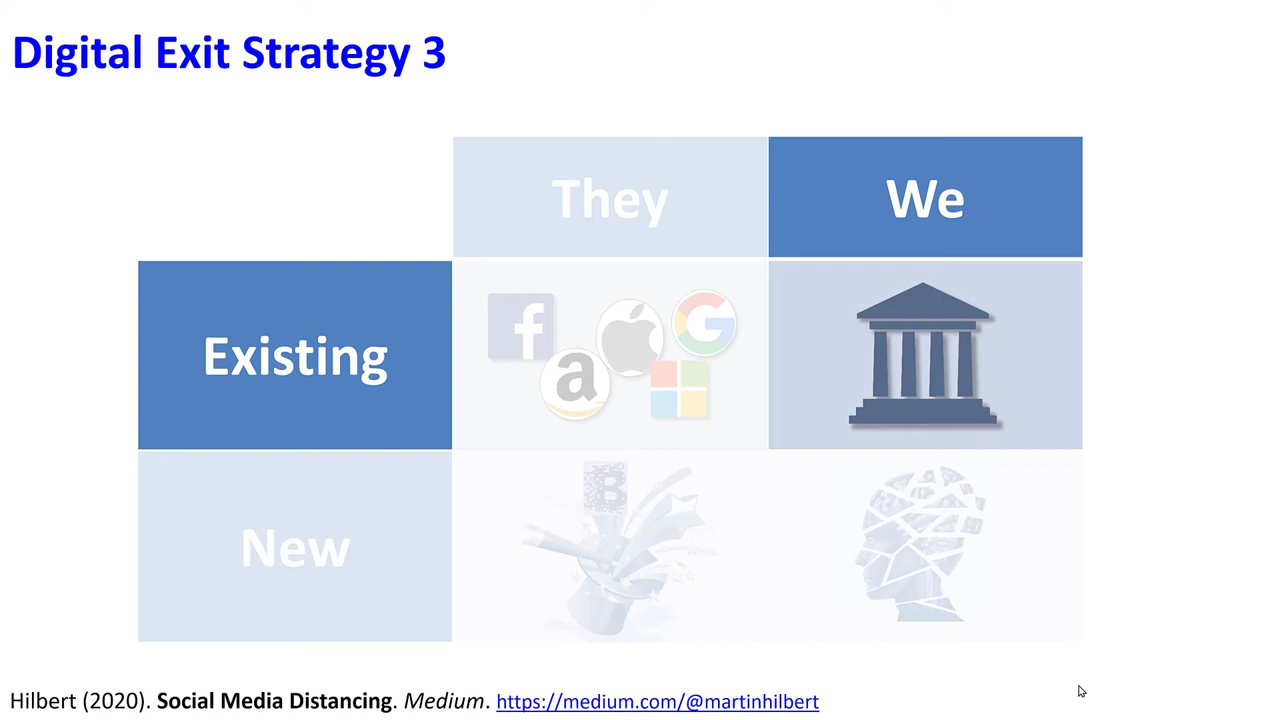 Digital Exit Strategy 3
They
We
Existing
New
Hilbert (2020). Social Media Distancing. Medium. https://medium.com/@martinhilbert